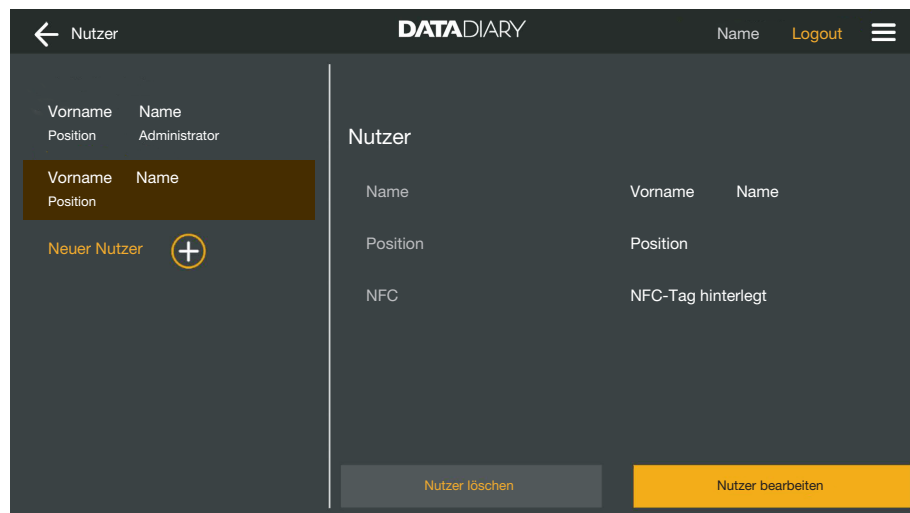 Nutzer DATADIARY Name Logout
Vorname Name
Position Administrator
Vorname Name
Position
Neuer Nutzer
Nutzer
Name Vorname Name
Position Position
NFC NFC-Tag hinterlegt
Nutzer löschen Nutzer bearbeiten